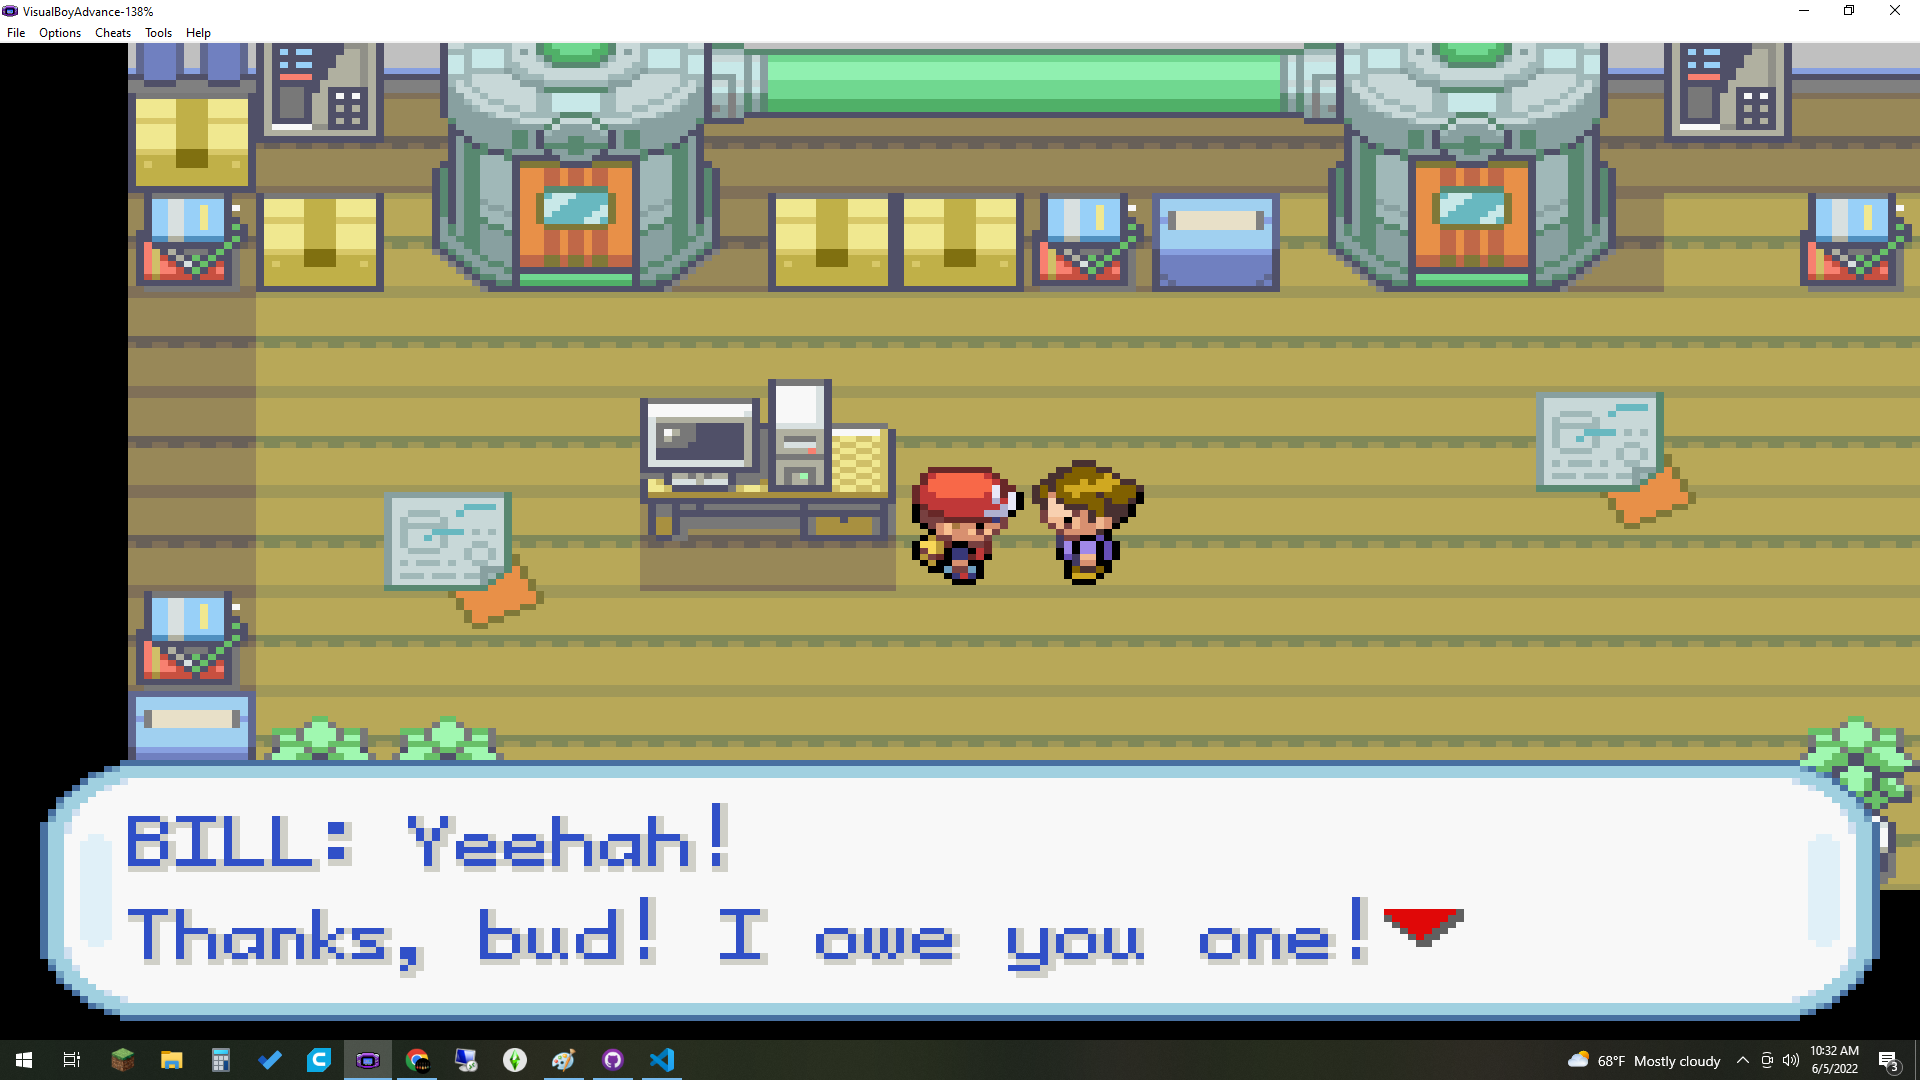 VisualBoyAdvance-138%
File Options Cheats Tools Help
BILL: Yeehah!
Thanks, bud! I owe you one!
68°F Mostly cloudy
10:32 AM
6/5/2022
3